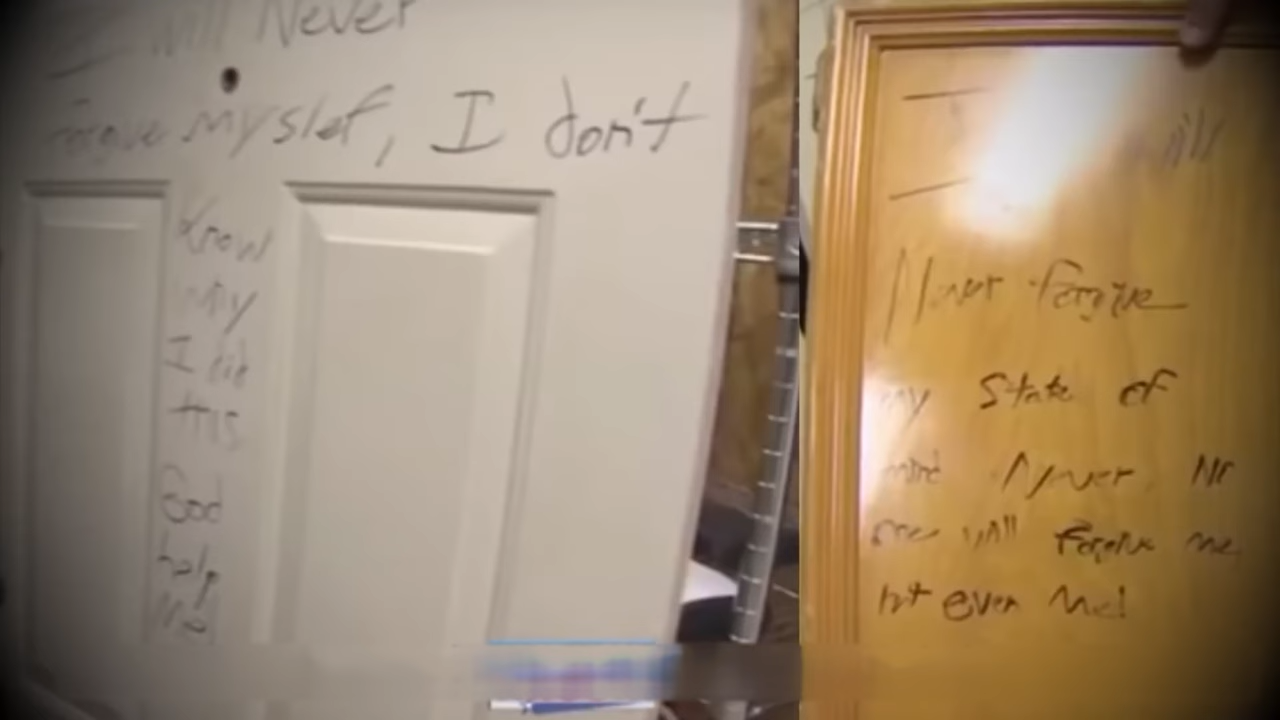 I will Never
Forgive myslef, I don't
know
why
I did
this
God
help
Me
I will
Never forgive
my state of
mind Never. No
one will Forgive me,
not even Me!